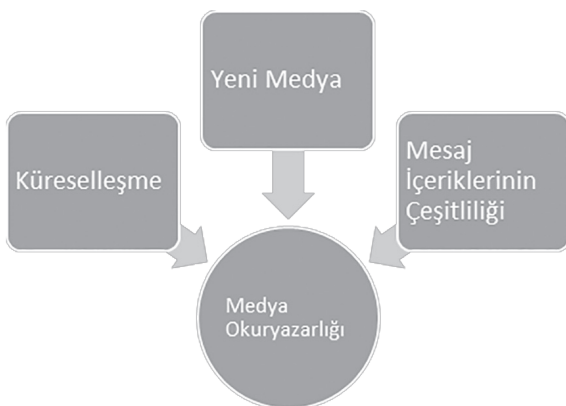 Yeni Medya
Küreselleşme
Mesaj
İçeriklerinin
Çeşitliliği
Medya
Okuryazarlığı